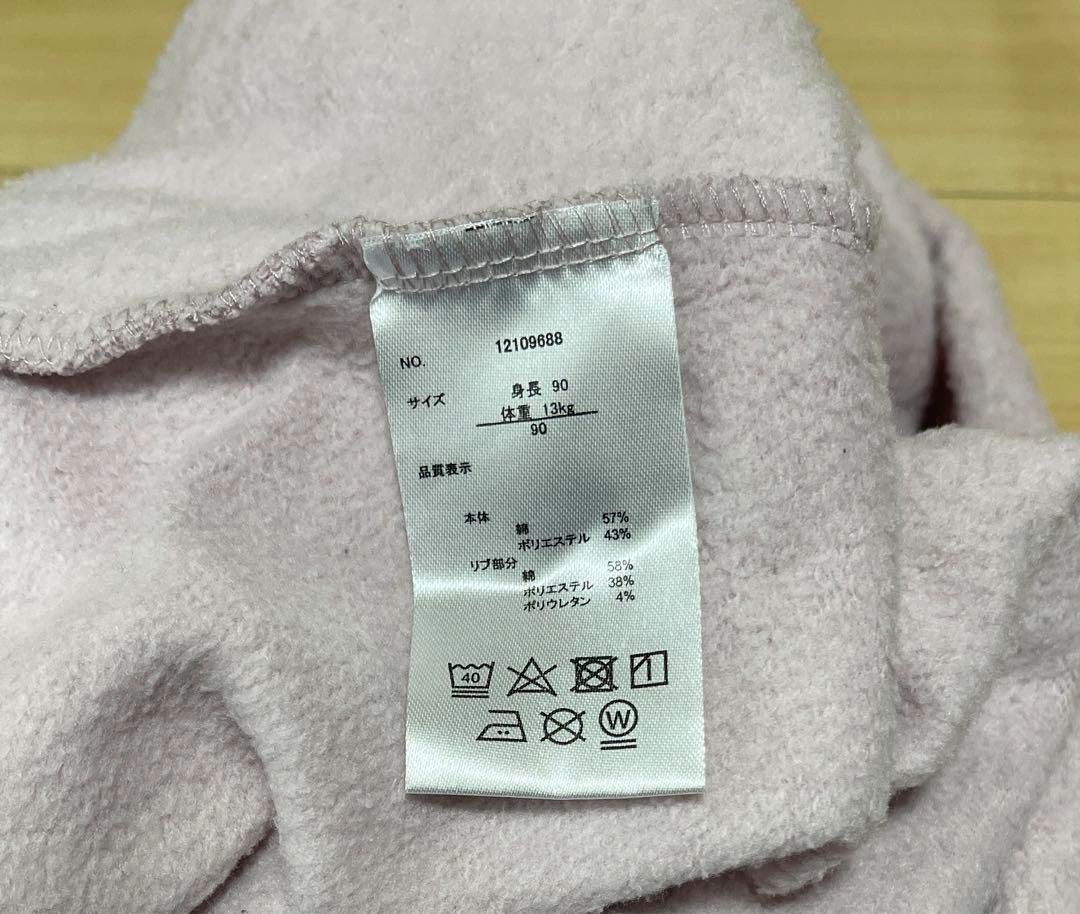 NO. 12109688
サイズ 身長 90
体重 13kg
90
品質表示
本体
綿 57%
ポリエステル 43%
リブ部分
綿 58%
ポリエステル 38%
ポリウレタン 4%
40
W